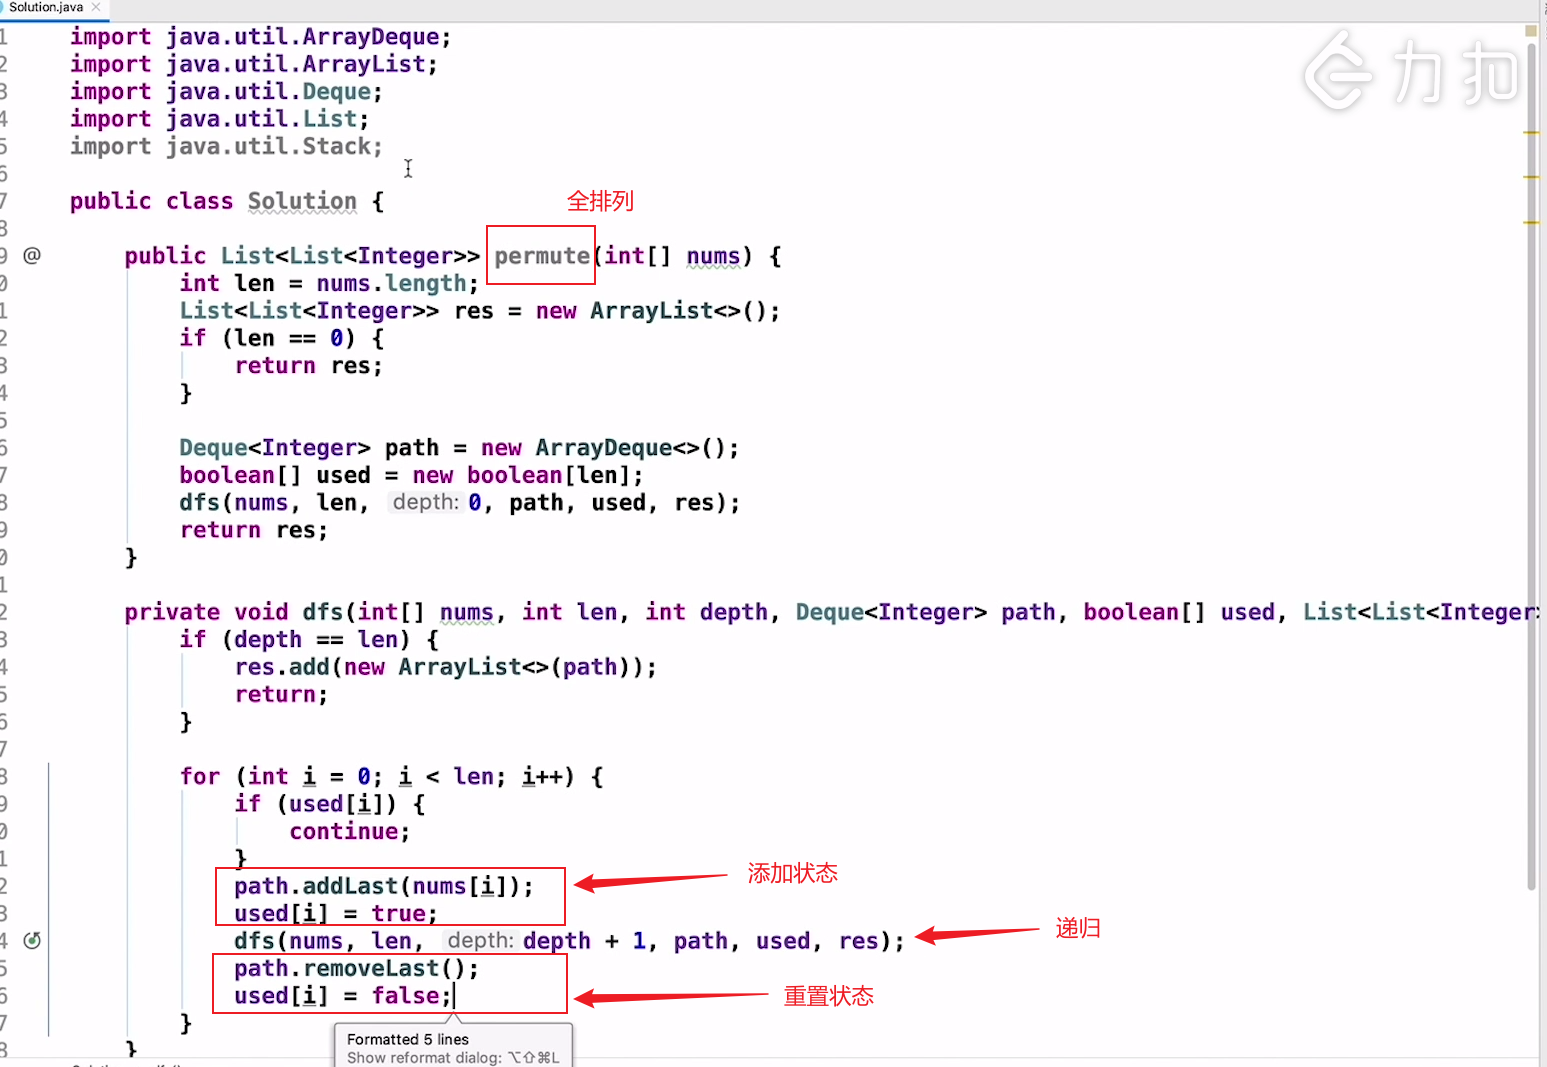 Solution.java
1 import java.util.ArrayDeque;
2 import java.util.ArrayList;
3 import java.util.Deque;
4 import java.util.List;
5 import java.util.Stack;
力扣
6
7 public class Solution {
全排列
8
9 @ public List<List<Integer>> permute(int[] nums) {
0 int len = nums.length;
1 List<List<Integer>> res = new ArrayList<>();
2 if (len == 0) {
3 return res;
4 }
5
6 Deque<Integer> path = new ArrayDeque<>();
7 boolean[] used = new boolean[len];
8 dfs(nums, len, depth: 0, path, used, res);
9 return res;
0 }
1
2 private void dfs(int[] nums, int len, int depth, Deque<Integer> path, boolean[] used, List<List<Integer>
3 if (depth == len) {
4 res.add(new ArrayList<>(path));
5 return;
6 }
7
8 for (int i = 0; i < len; i++) {
9 if (used[i]) {
0 continue;
1 }
2 path.addLast(nums[i]);
添加状态
3 used[i] = true;
4 dfs(nums, len, depth: depth + 1, path, used, res);
递归
5 path.removeLast();
6 used[i] = false;
重置状态
7 }
8 }
Formatted 5 lines
Show reformat dialog: ⌥⇧⌘L